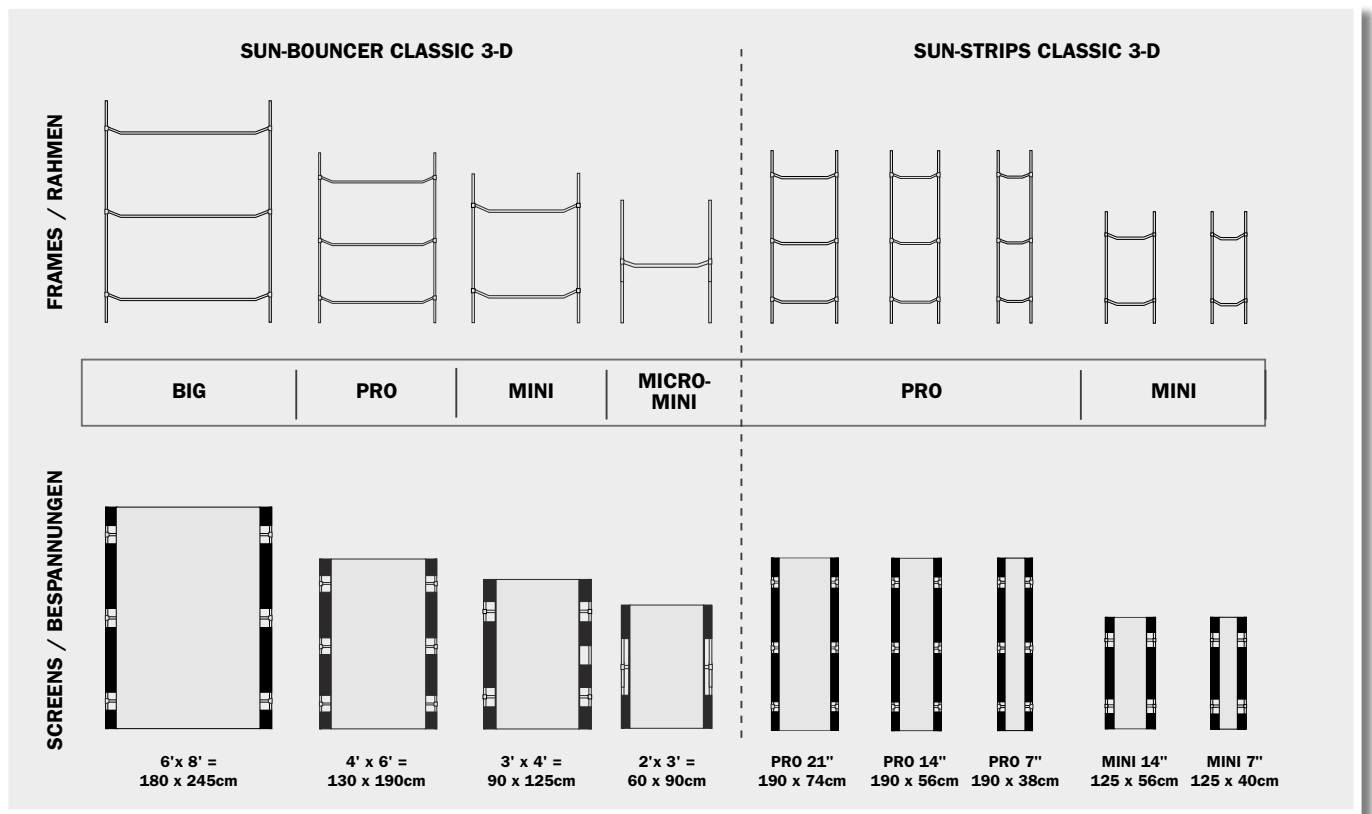 SUN-BOUNCER CLASSIC 3-D
SUN-STRIPS CLASSIC 3-D
FRAMES / RAHMEN
BIG
PRO
MINI
MICRO-
MINI
PRO
MINI
SCREENS / BESPANNUNGEN
6'x 8' =
180 x 245cm
4' x 6' =
130 x 190cm
3' x 4' =
90 x 125cm
2'x 3' =
60 x 90cm
PRO 21"
190 x 74cm
PRO 14"
190 x 56cm
PRO 7"
190 x 38cm
MINI 14"
125 x 56cm
MINI 7"
125 x 40cm